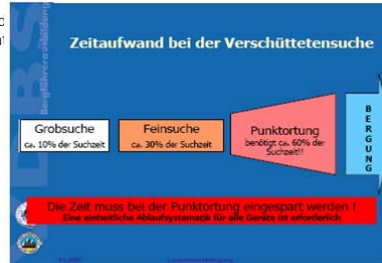 Zeitaufwand bei der Verschüttetensuche
Grobsuche
ca. 10% der Suchzeit
Feinsuche
ca. 30% der Suchzeit
Punktortung
benötigt ca. 60% der
Suchzeit!!
BERGUNG
Die Zeit muss bei der Punktortung eingespart werden !
Eine einheitliche Ablaufsystematik für alle Geräte ist erforderlich